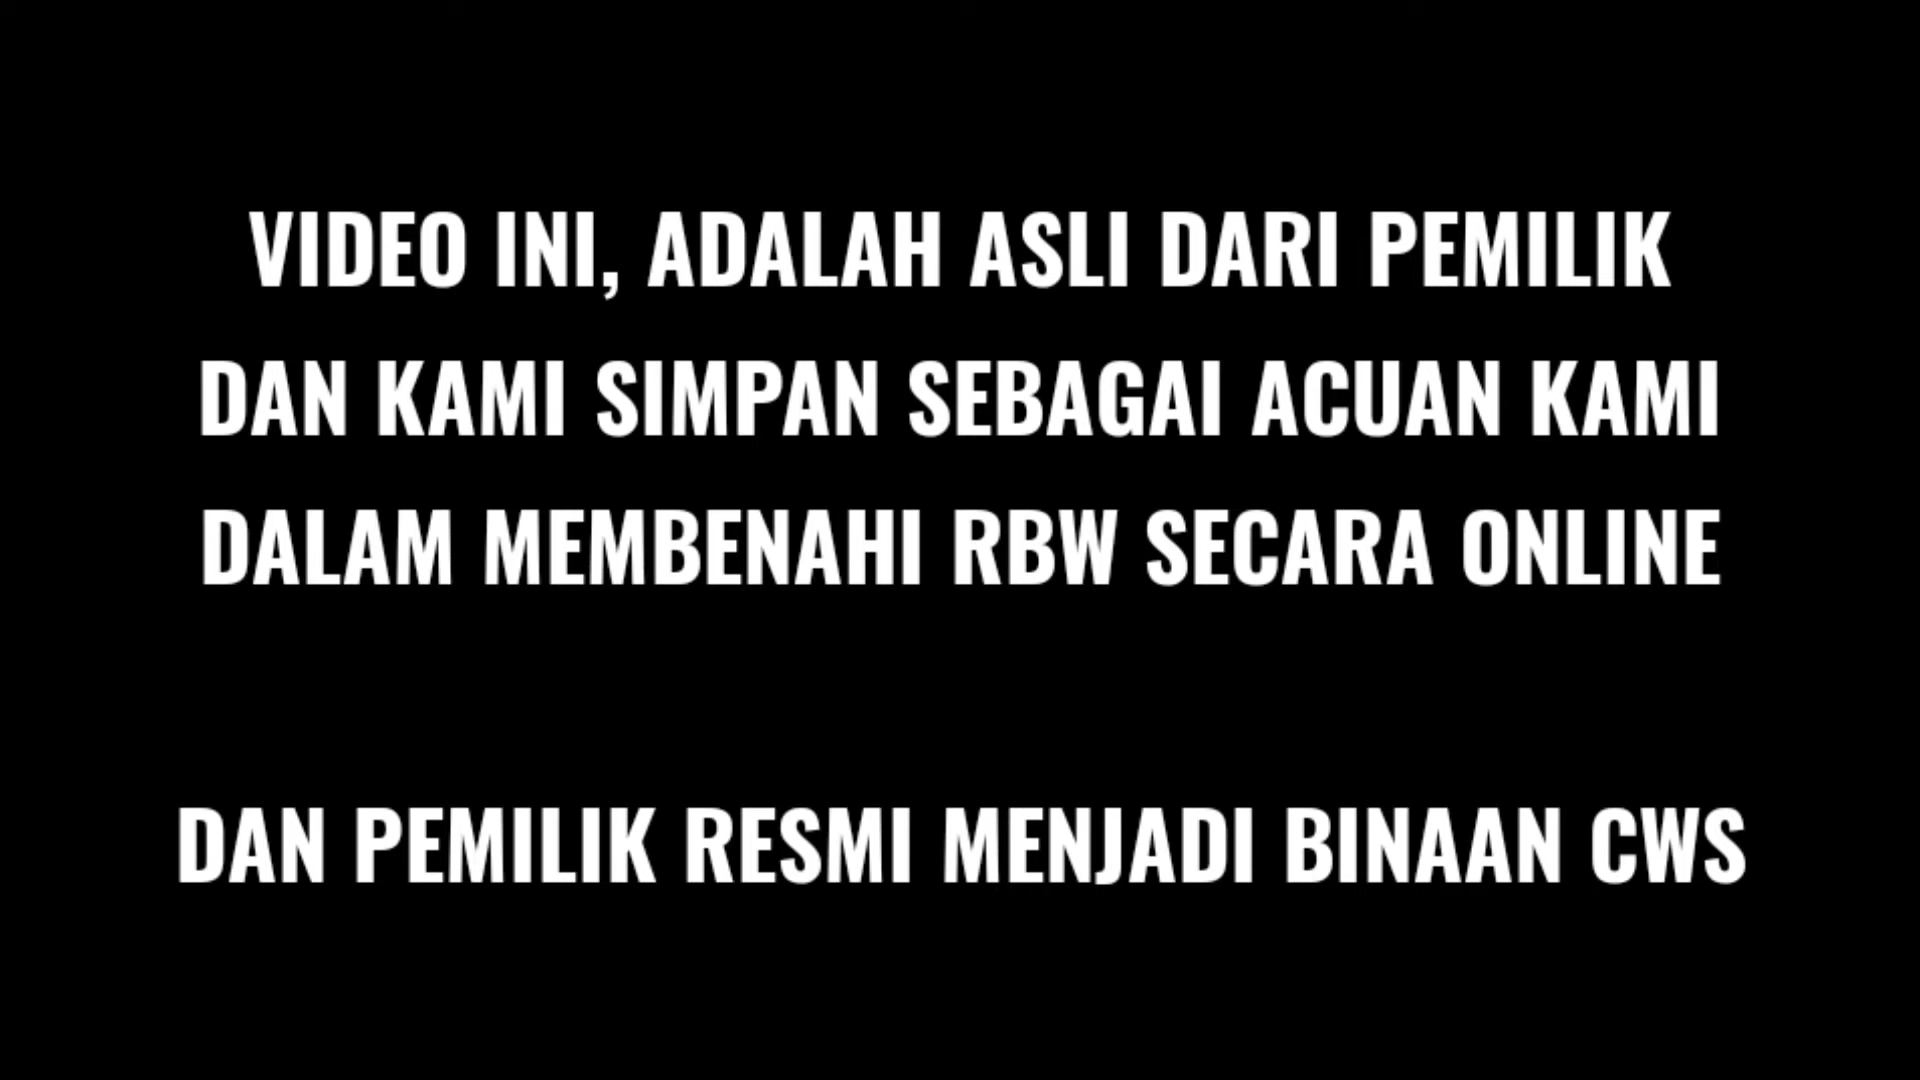 VIDEO INI, ADALAH ASLI DARI PEMILIK
DAN KAMI SIMPAN SEBAGAI ACUAN KAMI
DALAM MEMBENAHI RBW SECARA ONLINE
DAN PEMILIK RESMI MENJADI BINAAN CWS